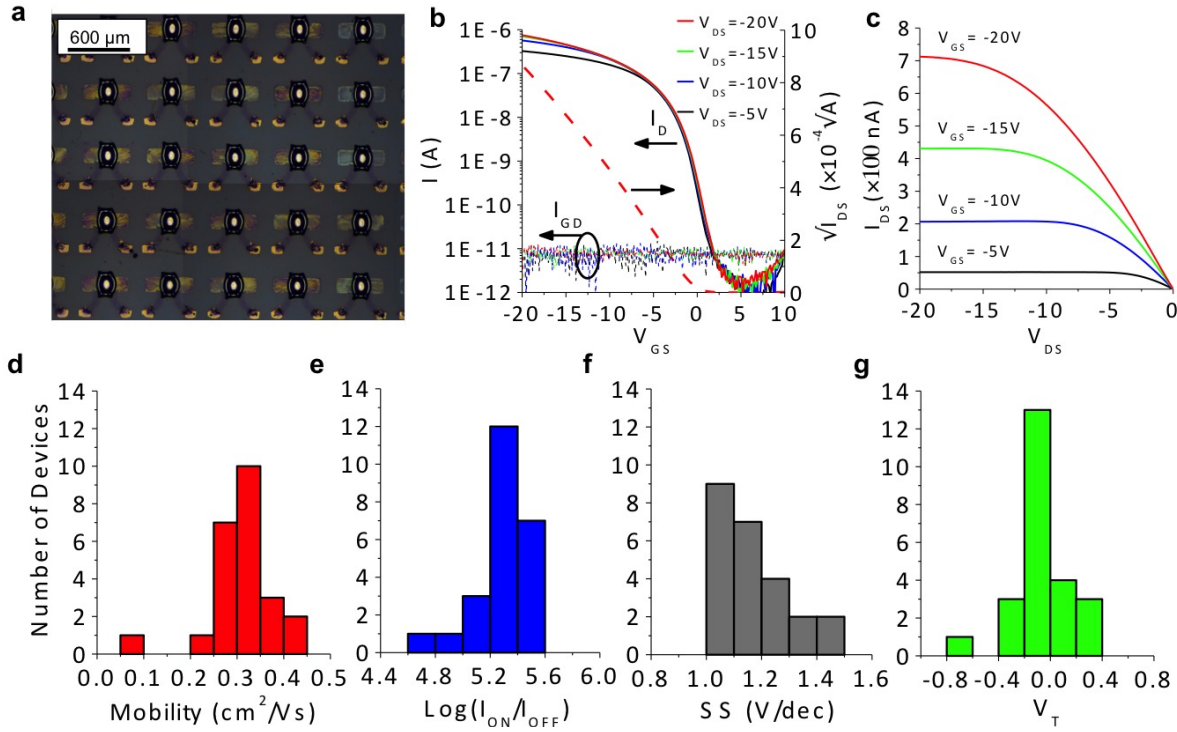 a
600 μm
b
1E-6
1E-7
1E-8
1E-9
1E-10
1E-11
1E-12
I (A)
V_DS=-20V
V_DS=-15V
V_DS=-10V
V_DS=-5V
I_D
I_GD
10
8
6
4
2
0
√I_DS (×10⁻⁴√A)
-20 -15 -10 -5 0 5 10
V_GS
c
8
7
6
5
4
3
2
1
0
I_DS (×100 nA)
V_GS = -20V
V_GS = -15V
V_GS = -10V
V_GS = -5V
-20 -15 -10 -5 0
V_DS
d
14
12
10
8
6
4
2
0
Number of Devices
0.0 0.1 0.2 0.3 0.4 0.5
Mobility (cm²/Vs)
e
14
12
10
8
6
4
2
0
4.4 4.8 5.2 5.6 6.0
Log(I_ON/I_OFF)
f
14
12
10
8
6
4
2
0
0.8 1.0 1.2 1.4 1.6
SS (V/dec)
g
14
12
10
8
6
4
2
0
-0.8 -0.4 0.0 0.4 0.8
V_T